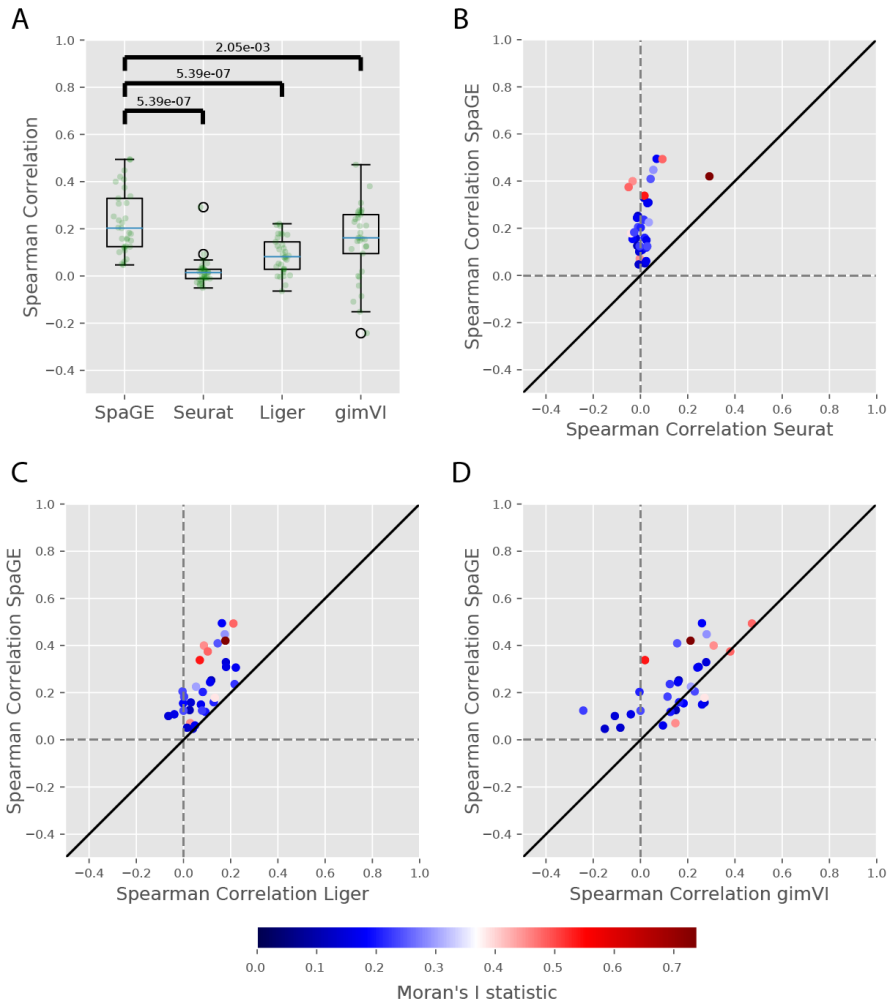 A
Spearman Correlation
1.0
0.8
0.6
0.4
0.2
0.0
−0.2
−0.4
2.05e-03
5.39e-07
5.39e-07
SpaGE Seurat Liger gimVI
B
Spearman Correlation SpaGE
1.0
0.8
0.6
0.4
0.2
0.0
−0.2
−0.4
−0.4 −0.2 0.0 0.2 0.4 0.6 0.8 1.0
Spearman Correlation Seurat
C
Spearman Correlation SpaGE
1.0
0.8
0.6
0.4
0.2
0.0
−0.2
−0.4
−0.4 −0.2 0.0 0.2 0.4 0.6 0.8 1.0
Spearman Correlation Liger
D
Spearman Correlation SpaGE
1.0
0.8
0.6
0.4
0.2
0.0
−0.2
−0.4
−0.4 −0.2 0.0 0.2 0.4 0.6 0.8 1.0
Spearman Correlation gimVI
0.0 0.1 0.2 0.3 0.4 0.5 0.6 0.7
Moran's I statistic